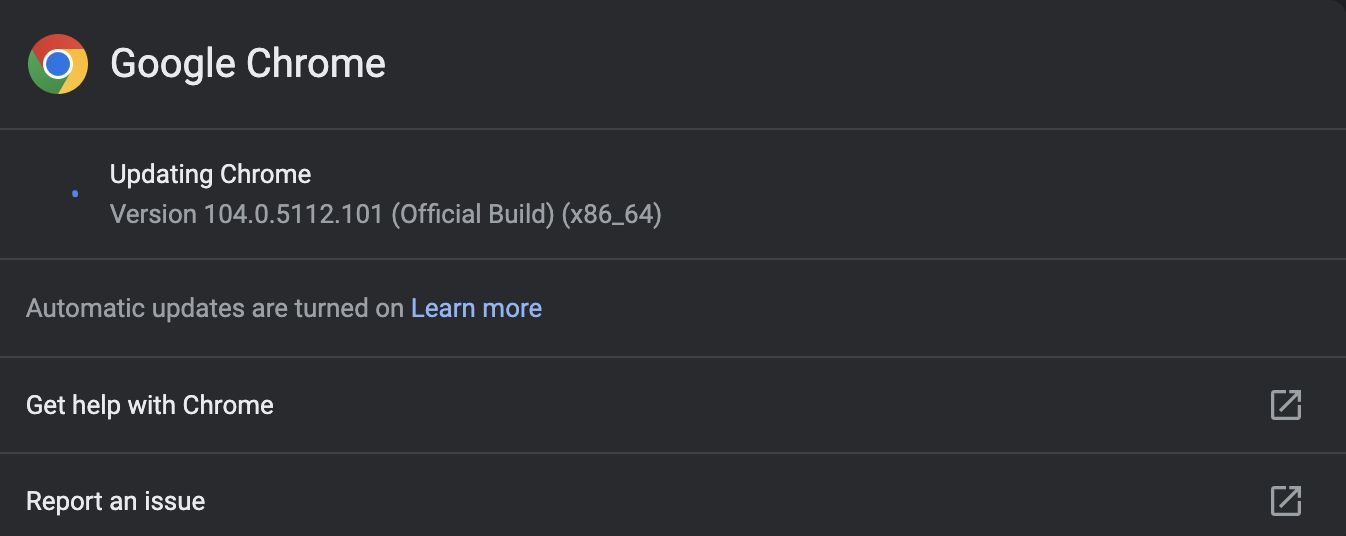 Google Chrome
Updating Chrome
Version 104.0.5112.101 (Official Build) (x86_64)
Automatic updates are turned on Learn more
Get help with Chrome
Report an issue